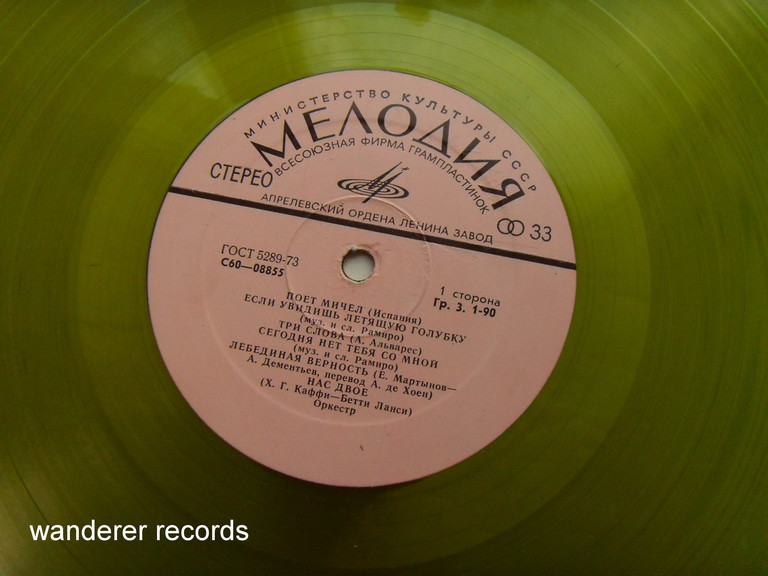 МИНИСТЕРСТВО КУЛЬТУРЫ СССР
МЕЛОДИЯ
ВСЕСОЮЗНАЯ ФИРМА ГРАМПЛАСТИНОК
СТЕРЕО
АПРЕЛЕВСКИЙ ОРДЕНА ЛЕНИНА ЗАВОД
33
ГОСТ 5289-73
С60—08855
1 сторона
Гр. 3. 1-90
ПОЕТ МИЧЕЛ (Испания)
ЕСЛИ УВИДИШЬ ЛЕТЯЩУЮ ГОЛУБКУ
(муз. и сл. Рамиро)
ТРИ СЛОВА (А. Альварес)
СЕГОДНЯ НЕТ ТЕБЯ СО МНОЙ
(муз. и сл. Рамиро)
ЛЕБЕДИНАЯ ВЕРНОСТЬ (Е. Мартынов—
А. Дементьев, перевод А. де Хоен)
НАС ДВОЕ
(Х. Г. Каффи—Бетти Ланси)
Оркестр
wanderer records